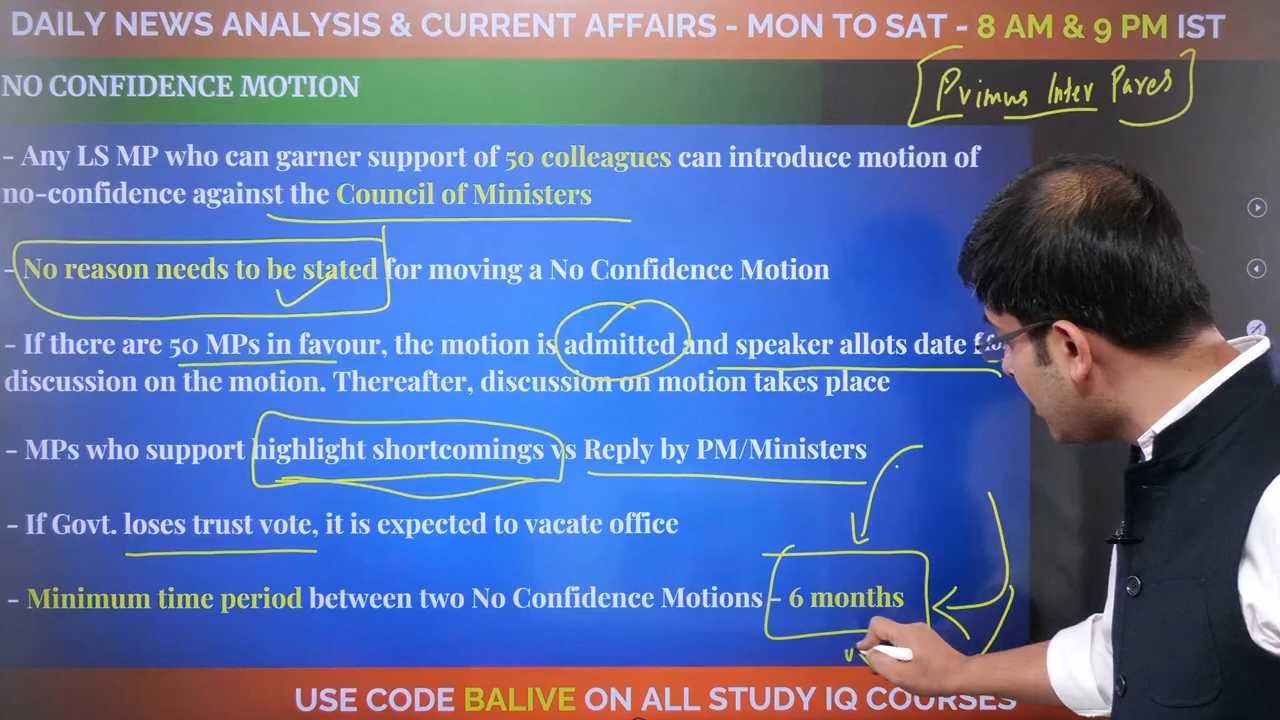 DAILY NEWS ANALYSIS & CURRENT AFFAIRS - MON TO SAT - 8 AM & 9 PM IST
NO CONFIDENCE MOTION
[Primus Inter Pares]
- Any LS MP who can garner support of 50 colleagues can introduce motion of
no-confidence against the Council of Ministers
- No reason needs to be stated for moving a No Confidence Motion
- If there are 50 MPs in favour, the motion is admitted and speaker allots date for
discussion on the motion. Thereafter, discussion on motion takes place
- MPs who support highlight shortcomings vs Reply by PM/Ministers
- If Govt. loses trust vote, it is expected to vacate office
- Minimum time period between two No Confidence Motions - 6 months
USE CODE BALIVE ON ALL STUDY IQ COURSES